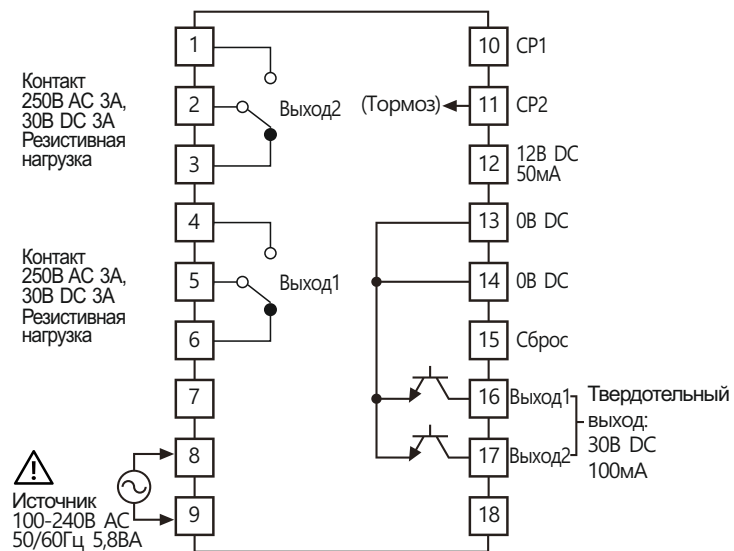 1
2
3
4
5
6
7
8
9
Контакт
250В AC 3А,
30В DC 3А
Резистивная
нагрузка
Выход2
Контакт
250В AC 3А,
30В DC 3А
Резистивная
нагрузка
Выход1
Источник
100-240В AC
50/60Гц 5,8ВА
10 CP1
(Тормоз) 11 CP2
12 12В DC
50мА
13 0В DC
14 0В DC
15 Сброс
16 Выход1
17 Выход2
18
Твердотельный
выход:
30В DC
100мА